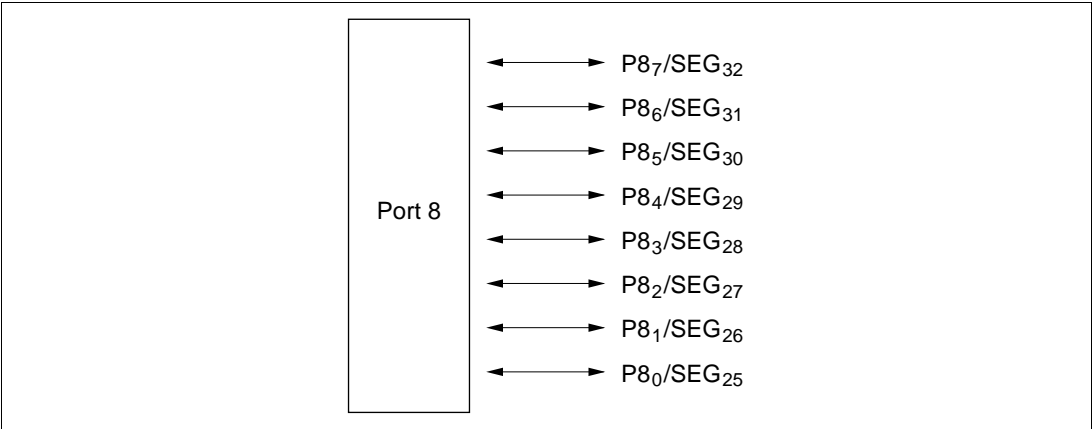 P8₇/SEG₃₂
P8₆/SEG₃₁
P8₅/SEG₃₀
P8₄/SEG₂₉
Port 8
P8₃/SEG₂₈
P8₂/SEG₂₇
P8₁/SEG₂₆
P8₀/SEG₂₅